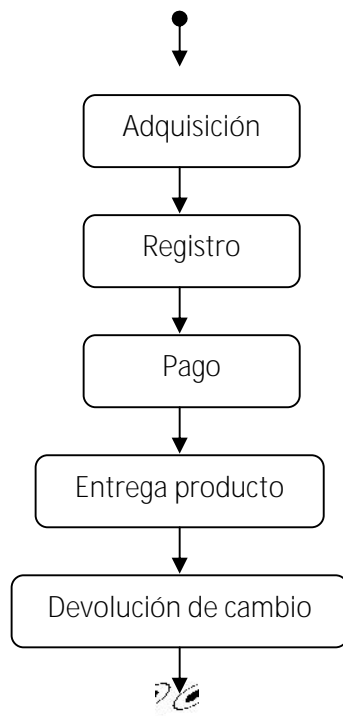 Adquisición
Registro
Pago
Entrega producto
Devolución de cambio